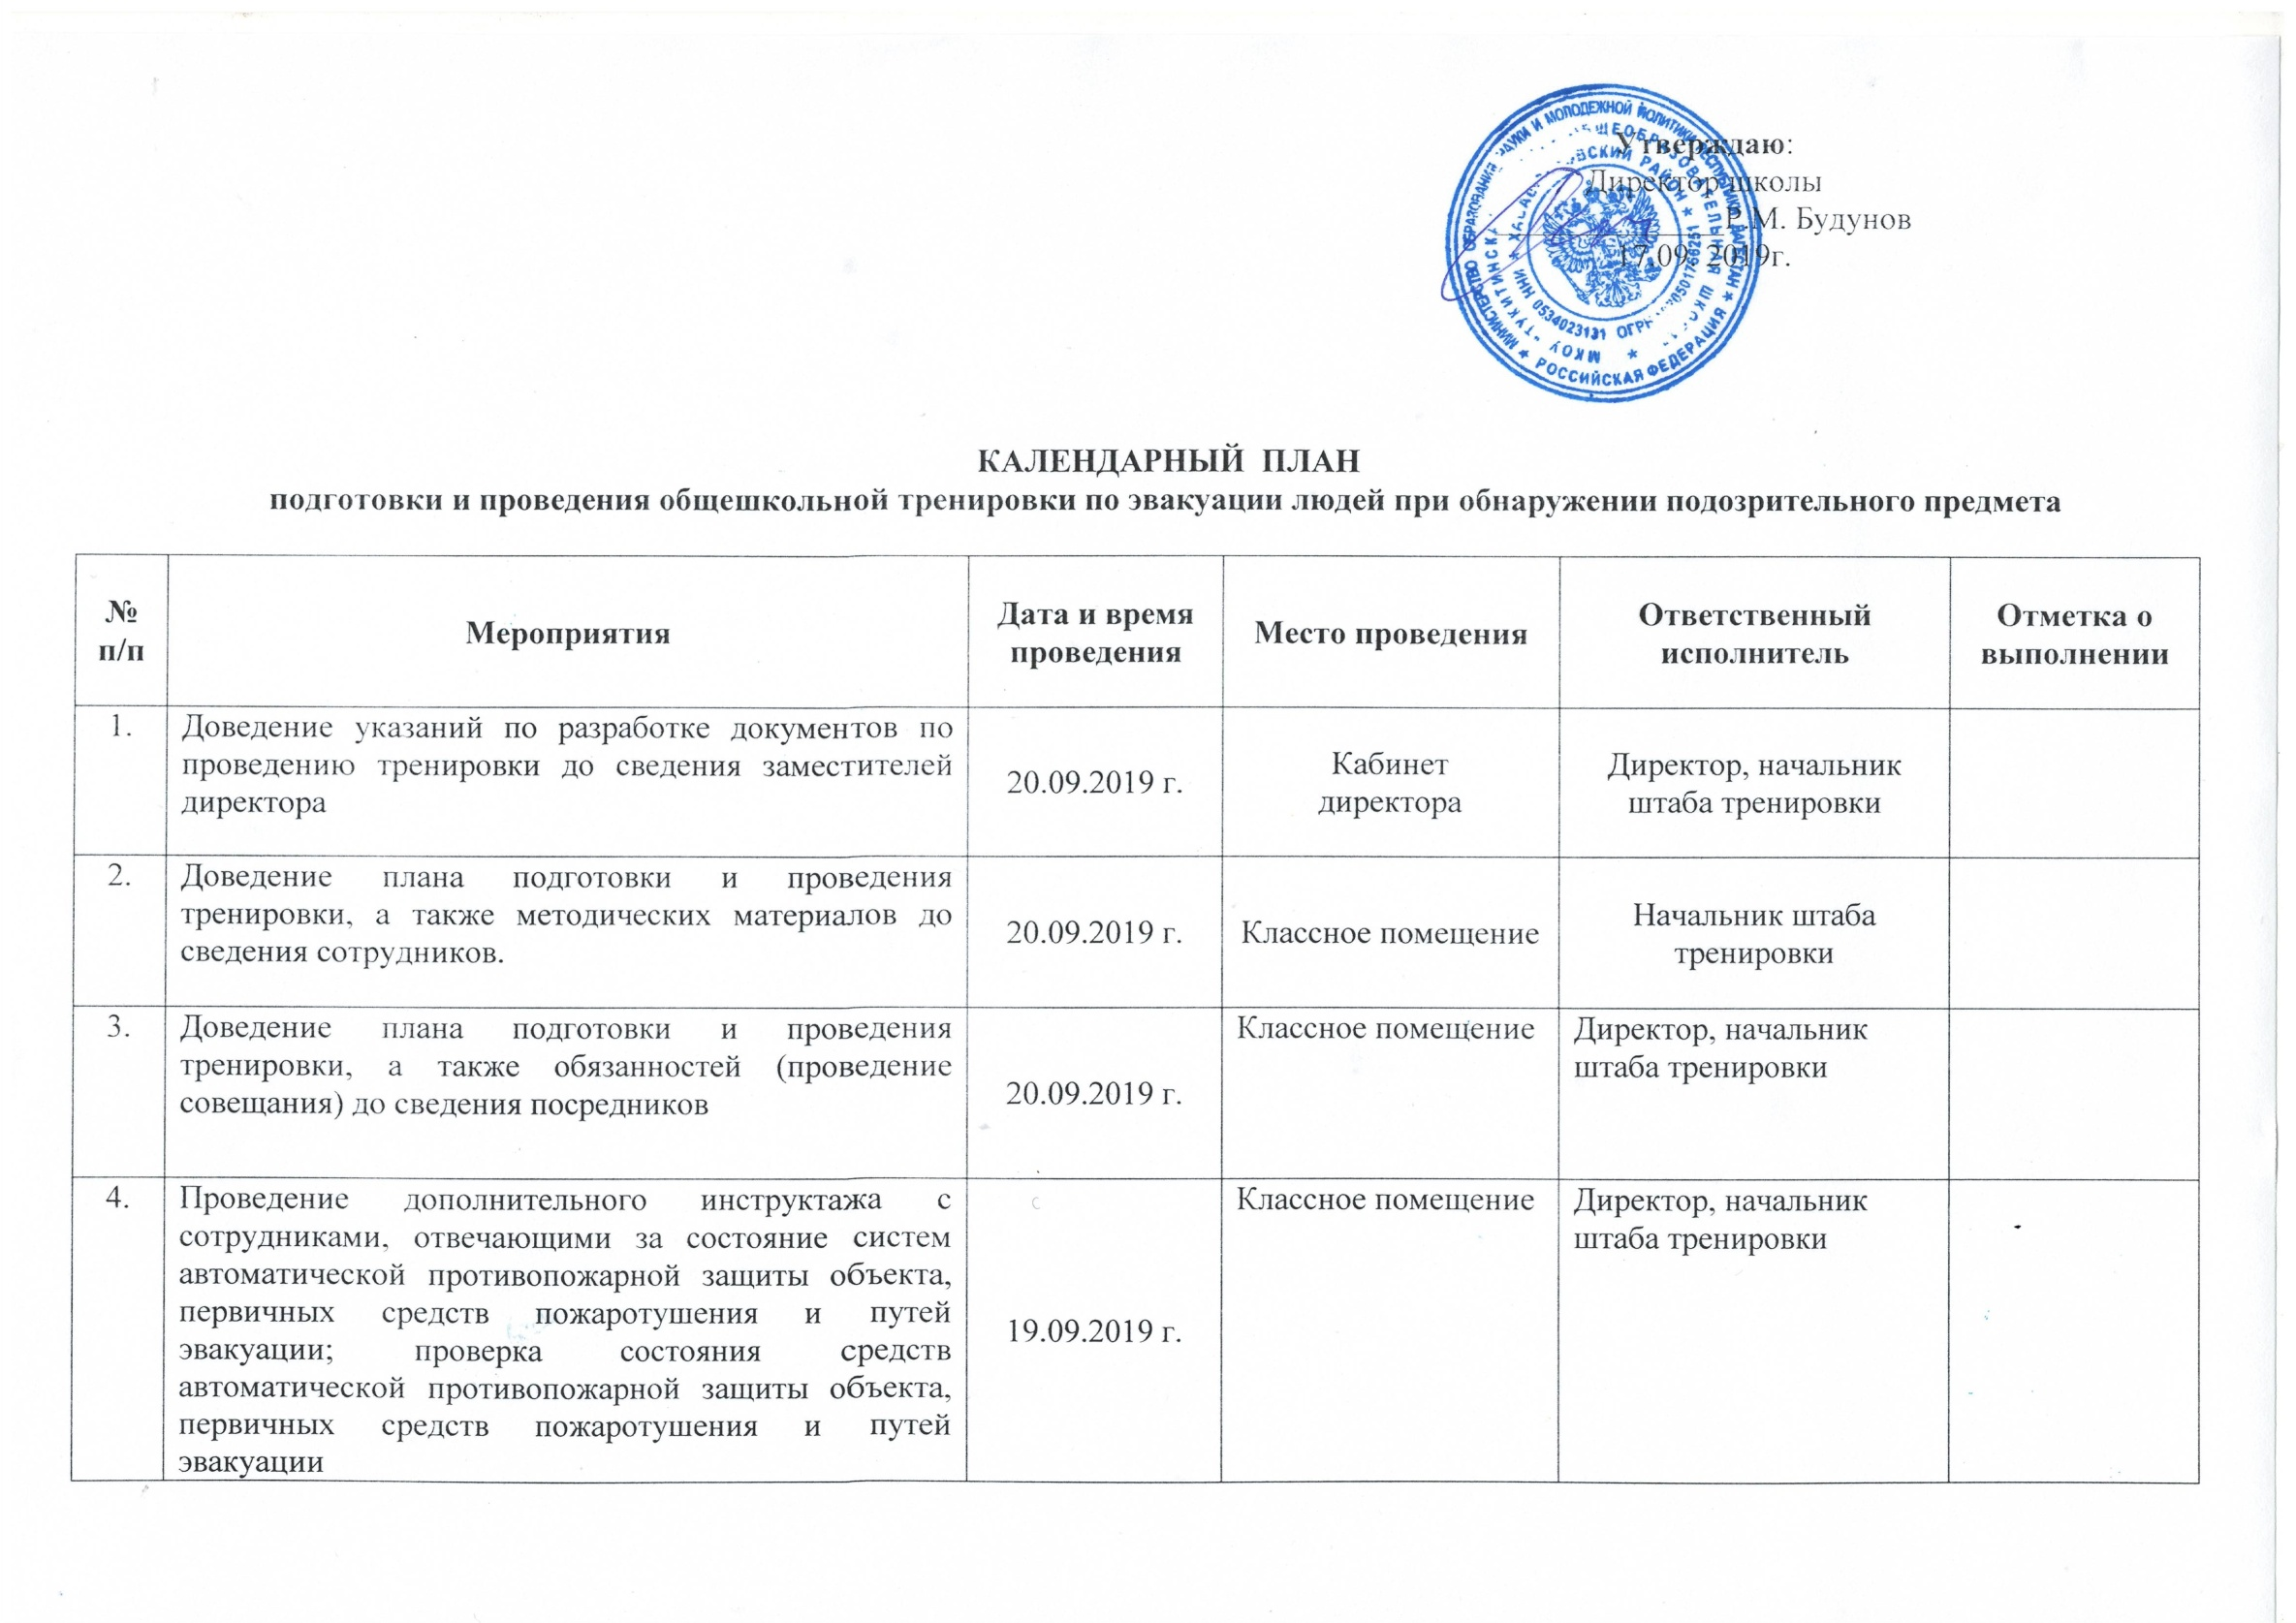 Утверждаю:
Директор школы
Р.М. Будунов
17.09. 2019г.
РОССИЙСКАЯ ФЕДЕРАЦИЯ
ИНН 0534023131 ОГРН
МКОУ
КАЛЕНДАРНЫЙ ПЛАН
подготовки и проведения общешкольной тренировки по эвакуации людей при обнаружении подозрительного предмета
№
п/п
Мероприятия
Дата и время
проведения
Место проведения
Ответственный
исполнитель
Отметка о
выполнении
1.
Доведение указаний по разработке документов по
проведению тренировки до сведения заместителей
директора
20.09.2019 г.
Кабинет
директора
Директор, начальник
штаба тренировки
2.
Доведение плана подготовки и проведения
тренировки, а также методических материалов до
сведения сотрудников.
20.09.2019 г.
Классное помещение
Начальник штаба
тренировки
3.
Доведение плана подготовки и проведения
тренировки, а также обязанностей (проведение
совещания) до сведения посредников
20.09.2019 г.
Классное помещение
Директор, начальник
штаба тренировки
4.
Проведение дополнительного инструктажа с
сотрудниками, отвечающими за состояние систем
автоматической противопожарной защиты объекта,
первичных средств пожаротушения и путей
эвакуации; проверка состояния средств
автоматической противопожарной защиты объекта,
первичных средств пожаротушения и путей
эвакуации
19.09.2019 г.
Классное помещение
Директор, начальник
штаба тренировки